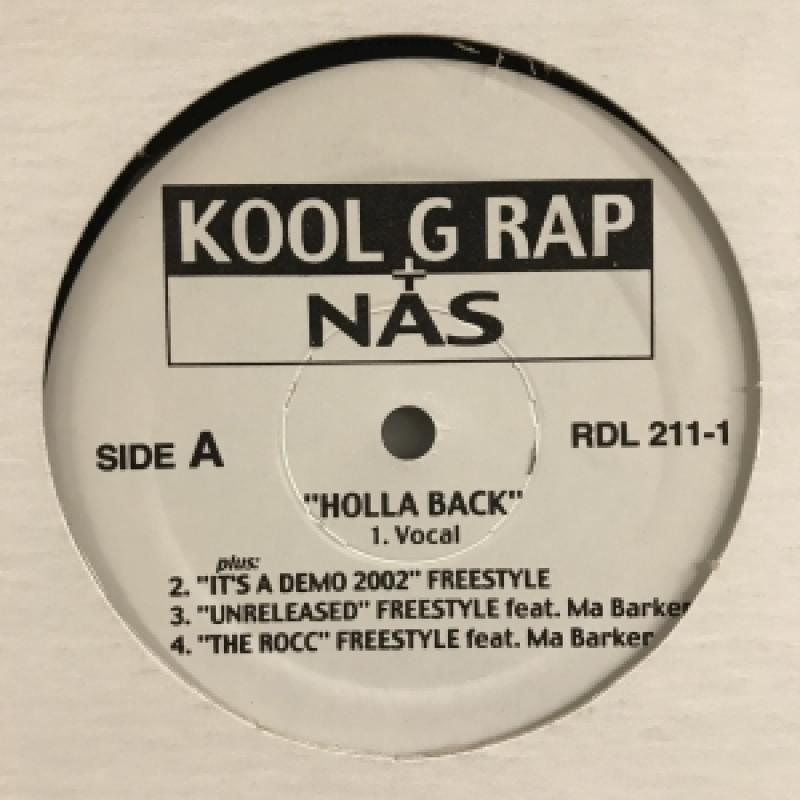 KOOL G RAP
+
NAS
SIDE A
RDL 211-1
"HOLLA BACK"
1. Vocal
plus:
2. "IT'S A DEMO 2002" FREESTYLE
3. "UNRELEASED" FREESTYLE feat. Ma Barker
4. "THE ROCC" FREESTYLE feat. Ma Barker